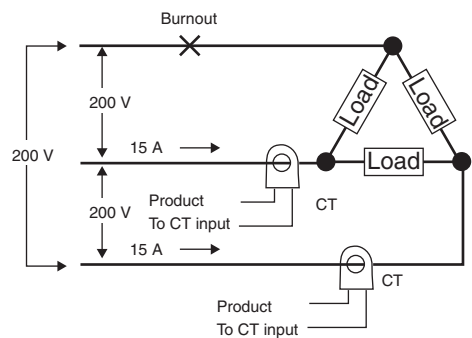 Burnout
200 V
Load
Load
200 V
15 A
Load
Product
To CT input
CT
200 V
15 A
CT
Product
To CT input